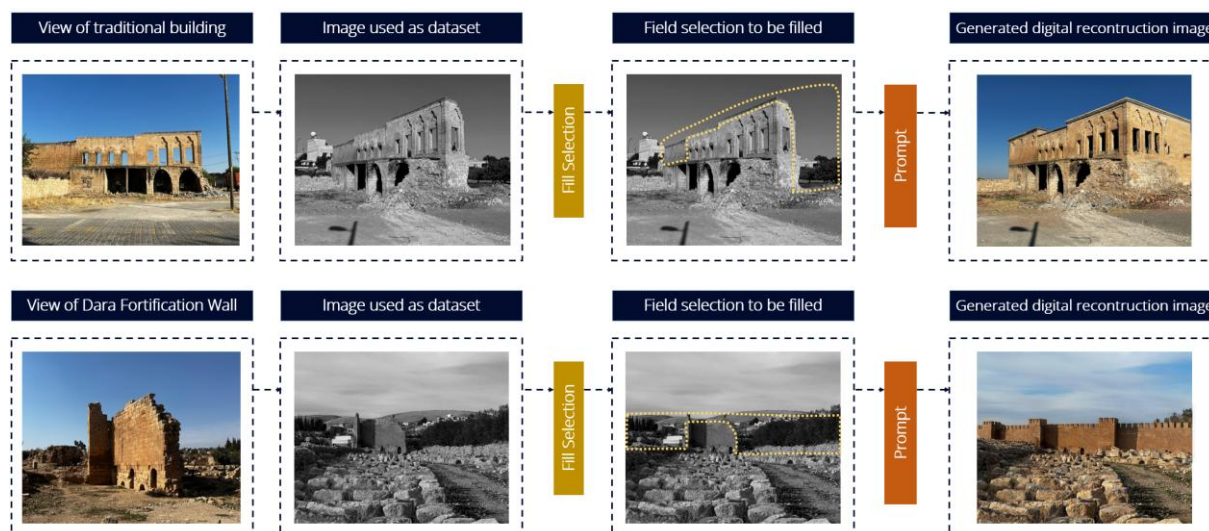 View of traditional building
Image used as dataset
Field selection to be filled
Generated digital recontruction image
Fill Selection
Prompt
View of Dara Fortification Wall
Image used as dataset
Field selection to be filled
Generated digital recontruction image
Fill Selection
Prompt